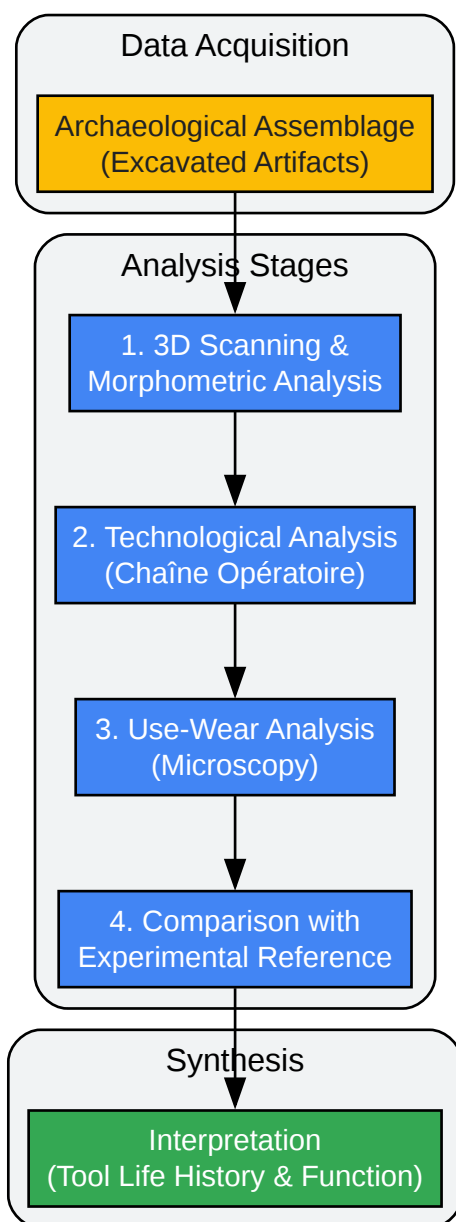 Data Acquisition
Archaeological Assemblage
(Excavated Artifacts)
Analysis Stages
1. 3D Scanning &
Morphometric Analysis
2. Technological Analysis
(Chaîne Opératoire)
3. Use-Wear Analysis
(Microscopy)
4. Comparison with
Experimental Reference
Synthesis
Interpretation
(Tool Life History & Function)